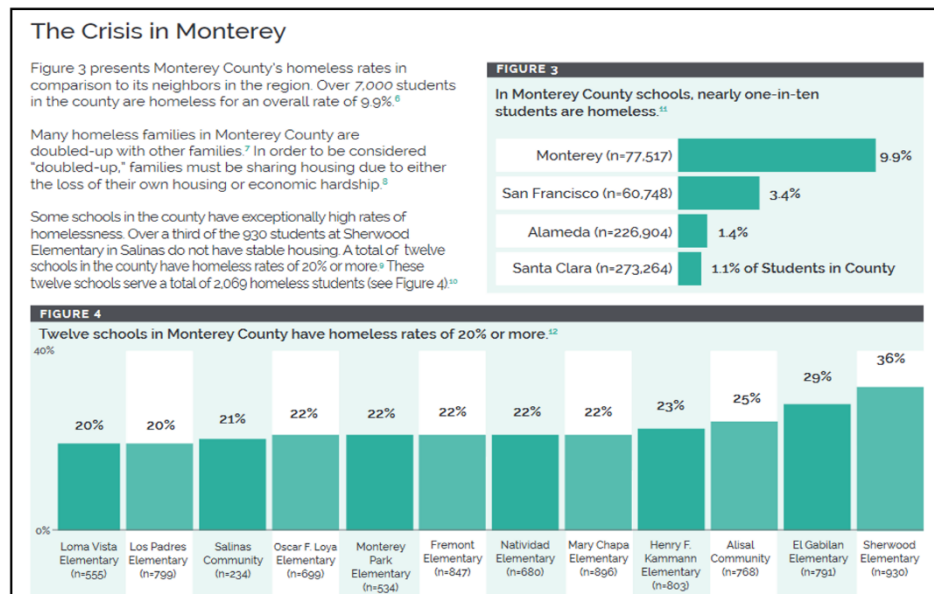 The Crisis in Monterey
Figure 3 presents Monterey County's homeless rates in
comparison to its neighbors in the region. Over 7,000 students
in the county are homeless for an overall rate of 9.9%.⁶
Many homeless families in Monterey County are
doubled-up with other families.⁷ In order to be considered
"doubled-up," families must be sharing housing due to either
the loss of their own housing or economic hardship.⁸
Some schools in the county have exceptionally high rates of
homelessness. Over a third of the 930 students at Sherwood
Elementary in Salinas do not have stable housing. A total of twelve
schools in the county have homeless rates of 20% or more.⁹ These
twelve schools serve a total of 2,069 homeless students (see Figure 4).¹⁰
FIGURE 3
In Monterey County schools, nearly one-in-ten
students are homeless.¹¹
Monterey (n=77,517) 9.9%
San Francisco (n=60,748) 3.4%
Alameda (n=226,904) 1.4%
Santa Clara (n=273,264) 1.1% of Students in County
FIGURE 4
Twelve schools in Monterey County have homeless rates of 20% or more.¹²
40%
20% 20% 21% 22% 22% 22% 22% 22% 23% 25% 29% 36%
0%
Loma Vista
Elementary
(n=555)
Los Padres
Elementary
(n=799)
Salinas
Community
(n=234)
Oscar F. Loya
Elementary
(n=699)
Monterey
Park
Elementary
(n=534)
Fremont
Elementary
(n=847)
Natividad
Elementary
(n=680)
Mary Chapa
Elementary
(n=896)
Henry F.
Kammann
Elementary
(n=803)
Alisal
Community
(n=768)
El Gabilan
Elementary
(n=791)
Sherwood
Elementary
(n=930)